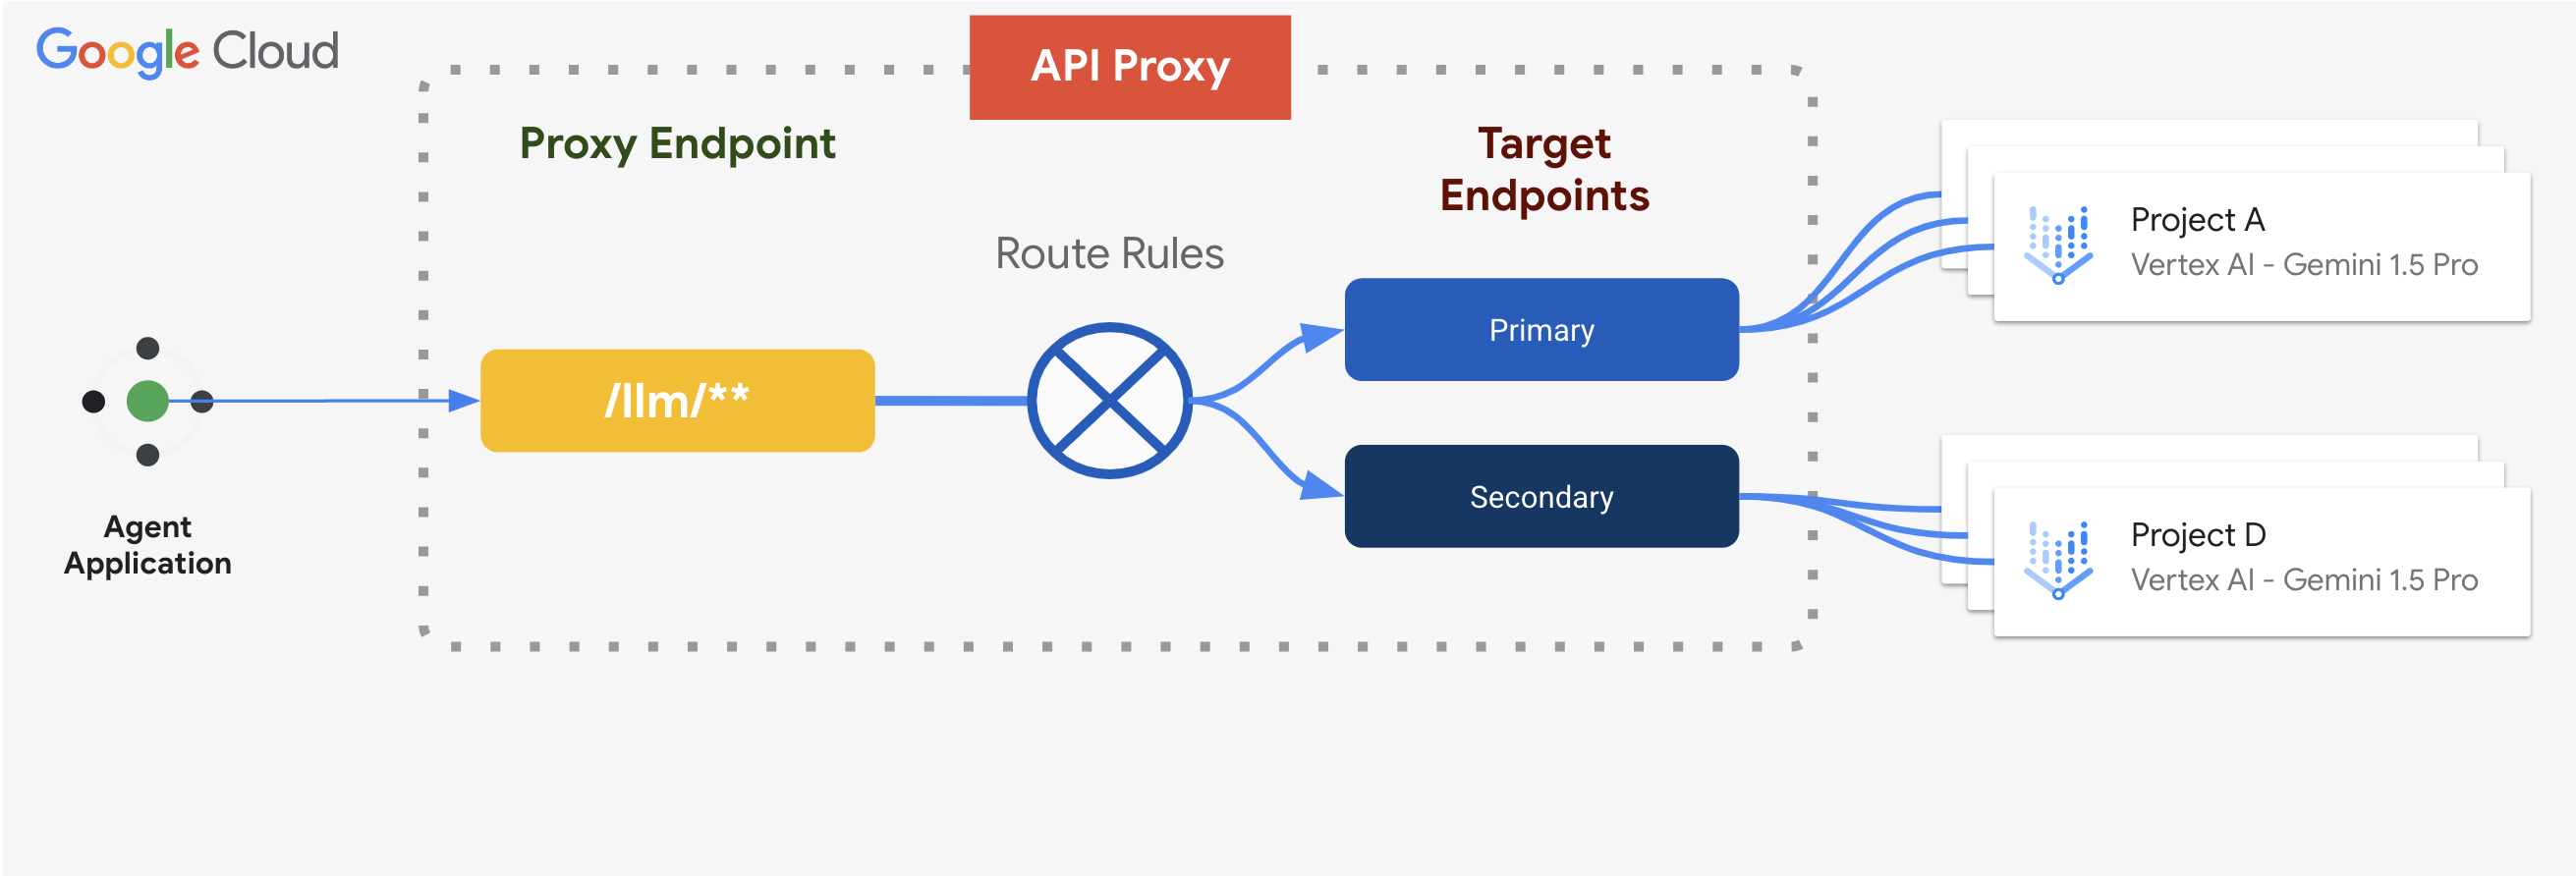 Google Cloud
API Proxy
Proxy Endpoint
Target
Endpoints
Route Rules
/llm/**
Primary
Secondary
Agent
Application
Project A
Vertex AI - Gemini 1.5 Pro
Project D
Vertex AI - Gemini 1.5 Pro